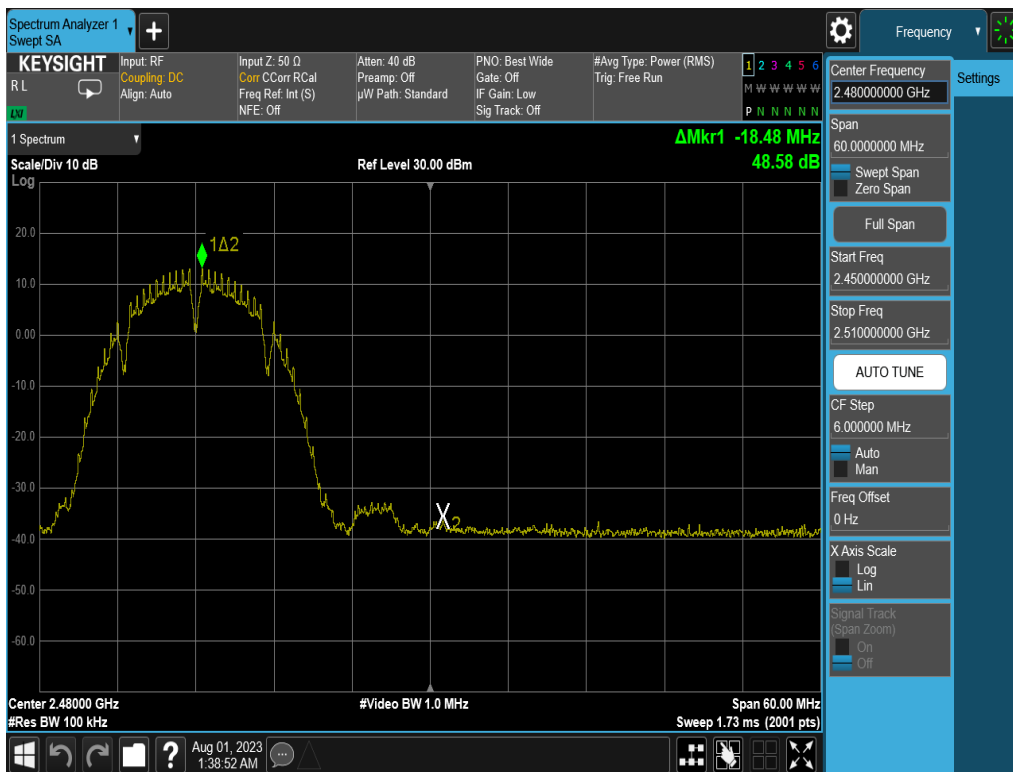 Spectrum Analyzer 1
Swept SA
Frequency
KEYSIGHT
R L
LXI
Input: RF
Coupling: DC
Align: Auto
Input Z: 50 Ω
Corr CCorr RCal
Freq Ref: Int (S)
NFE: Off
Atten: 40 dB
Preamp: Off
µW Path: Standard
PNO: Best Wide
Gate: Off
IF Gain: Low
Sig Track: Off
#Avg Type: Power (RMS)
Trig: Free Run
1 2 3 4 5 6
M W W W W W
P N N N N N
1 Spectrum
Scale/Div 10 dB
Log
Ref Level 30.00 dBm
ΔMkr1 -18.48 MHz
48.58 dB
20.0
10.0
0.00
-10.0
-20.0
-30.0
-40.0
-50.0
-60.0
1Δ2
X2
Center 2.48000 GHz
#Res BW 100 kHz
#Video BW 1.0 MHz
Span 60.00 MHz
Sweep 1.73 ms (2001 pts)
Center Frequency
2.480000000 GHz
Settings
Span
60.0000000 MHz
Swept Span
Zero Span
Full Span
Start Freq
2.450000000 GHz
Stop Freq
2.510000000 GHz
AUTO TUNE
CF Step
6.000000 MHz
Auto
Man
Freq Offset
0 Hz
X Axis Scale
Log
Lin
Signal Track
(Span Zoom)
On
Off
?
Aug 01, 2023
1:38:52 AM